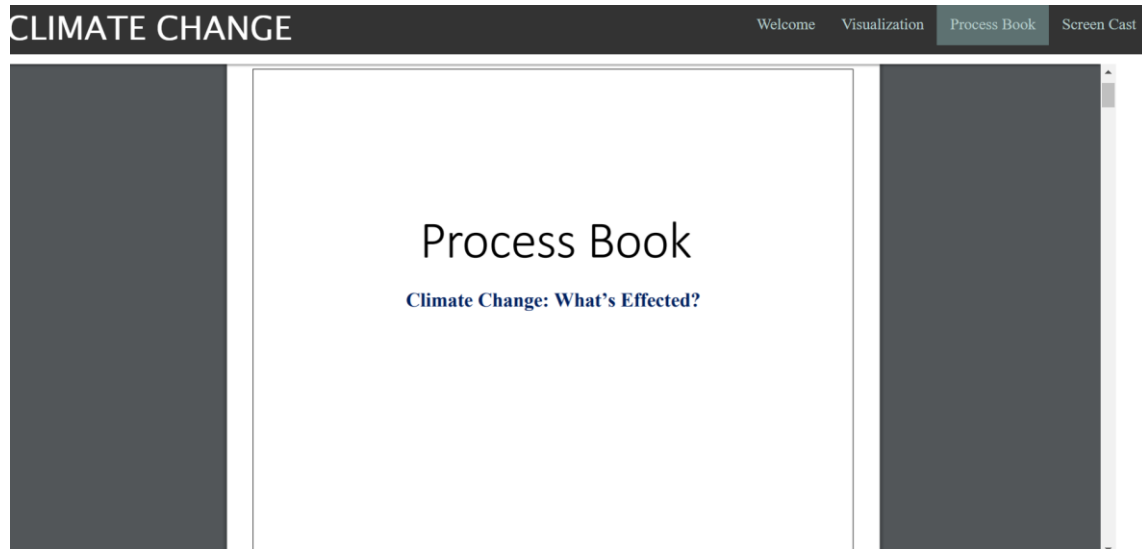 CLIMATE CHANGE
Welcome Visualization Process Book Screen Cast
Process Book
Climate Change: What’s Effected?